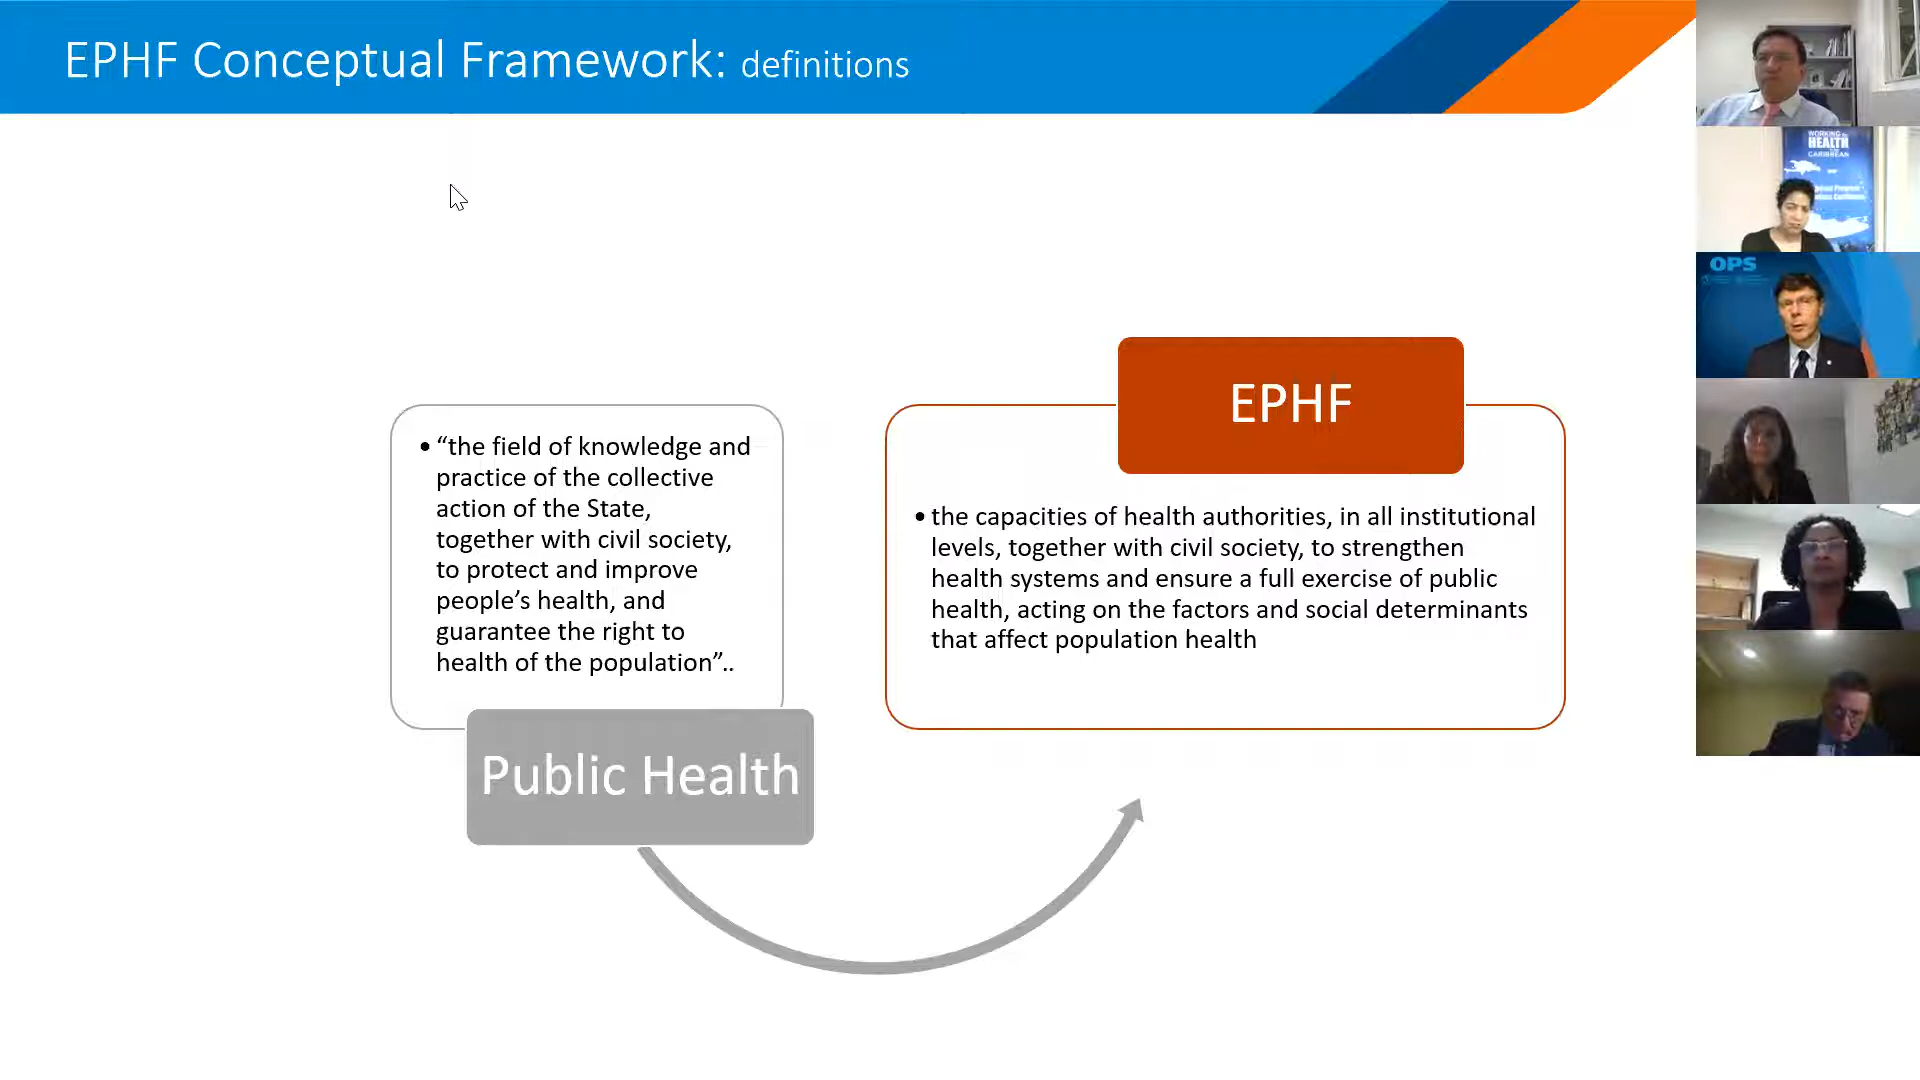 EPHF Conceptual Framework: definitions
• “the field of knowledge and
practice of the collective
action of the State,
together with civil society,
to protect and improve
people’s health, and
guarantee the right to
health of the population”..
Public Health
EPHF
• the capacities of health authorities, in all institutional
levels, together with civil society, to strengthen
health systems and ensure a full exercise of public
health, acting on the factors and social determinants
that affect population health
WORKING
HEALTH
CARIBBEAN
OPS